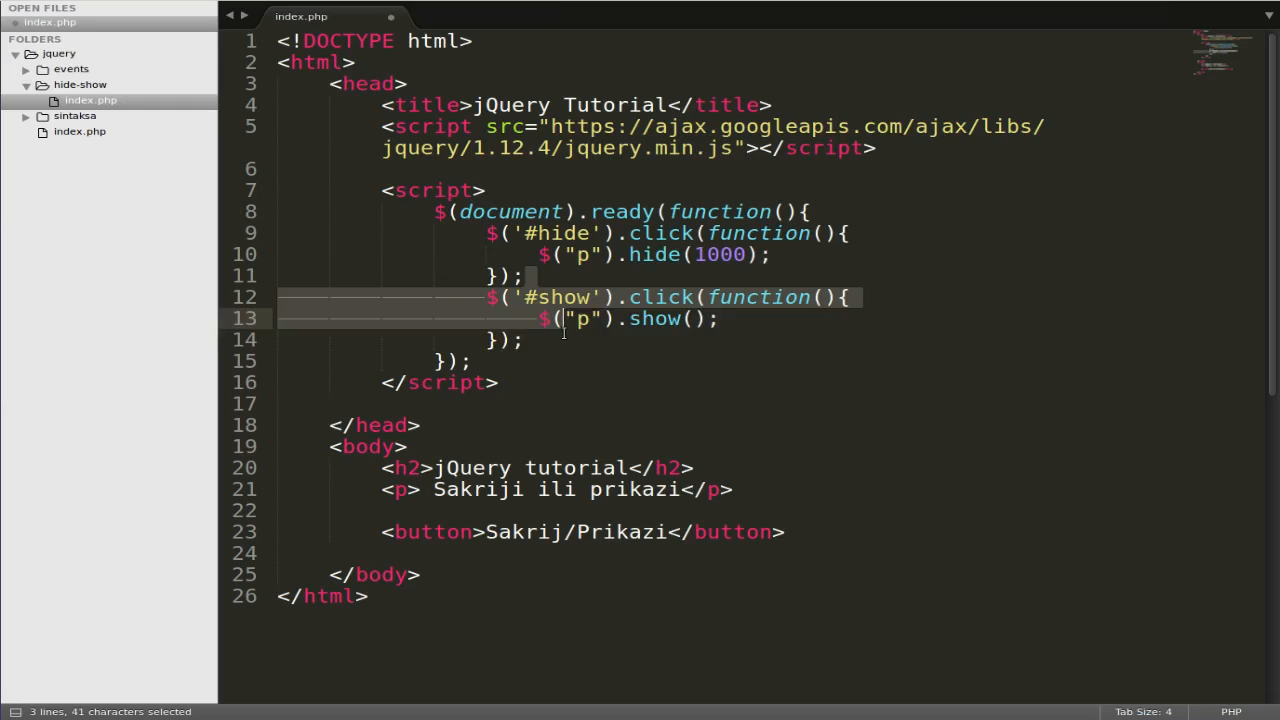 OPEN FILES
index.php
FOLDERS
jquery
events
hide-show
index.php
sintaksa
index.php
index.php
1 <!DOCTYPE html>
2 <html>
3 <head>
4 <title>jQuery Tutorial</title>
5 <script src="https://ajax.googleapis.com/ajax/libs/
jquery/1.12.4/jquery.min.js"></script>
6
7 <script>
8 $(document).ready(function(){
9 $('#hide').click(function(){
10 $("p").hide(1000);
11 });
12 $('#show').click(function(){
13 $("p").show();
14 });
15 });
16 </script>
17
18 </head>
19 <body>
20 <h2>jQuery tutorial</h2>
21 <p> Sakriji ili prikazi</p>
22
23 <button>Sakrij/Prikazi</button>
24
25 </body>
26 </html>
3 lines, 41 characters selected
Tab Size: 4
PHP